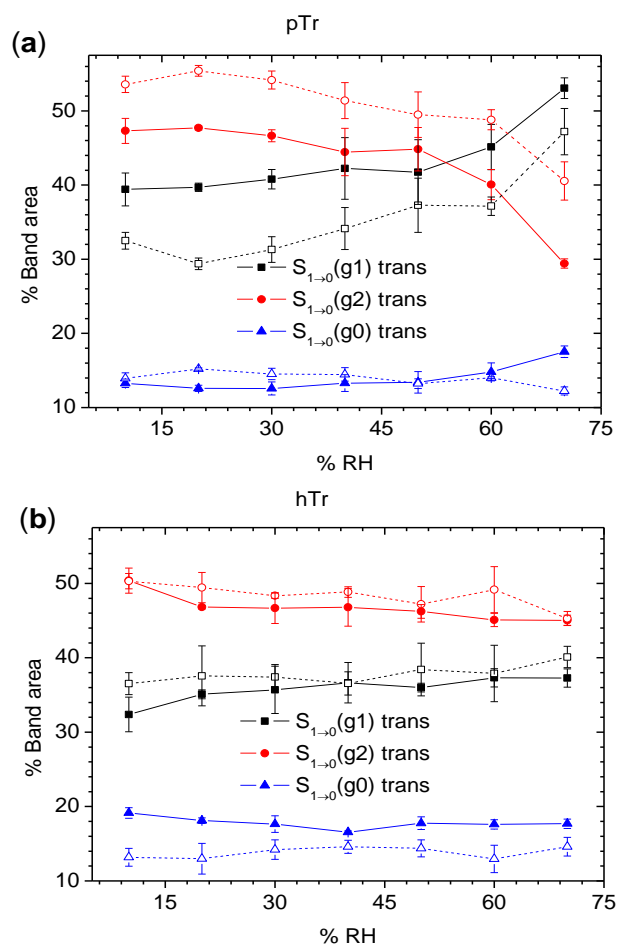 pTr
(a)
% Band area
50
40
30
20
10
S1→0(g1) trans
S1→0(g2) trans
S1→0(g0) trans
15 30 45 60 75
% RH
hTr
(b)
% Band area
50
40
30
20
10
S1→0(g1) trans
S1→0(g2) trans
S1→0(g0) trans
15 30 45 60 75
% RH